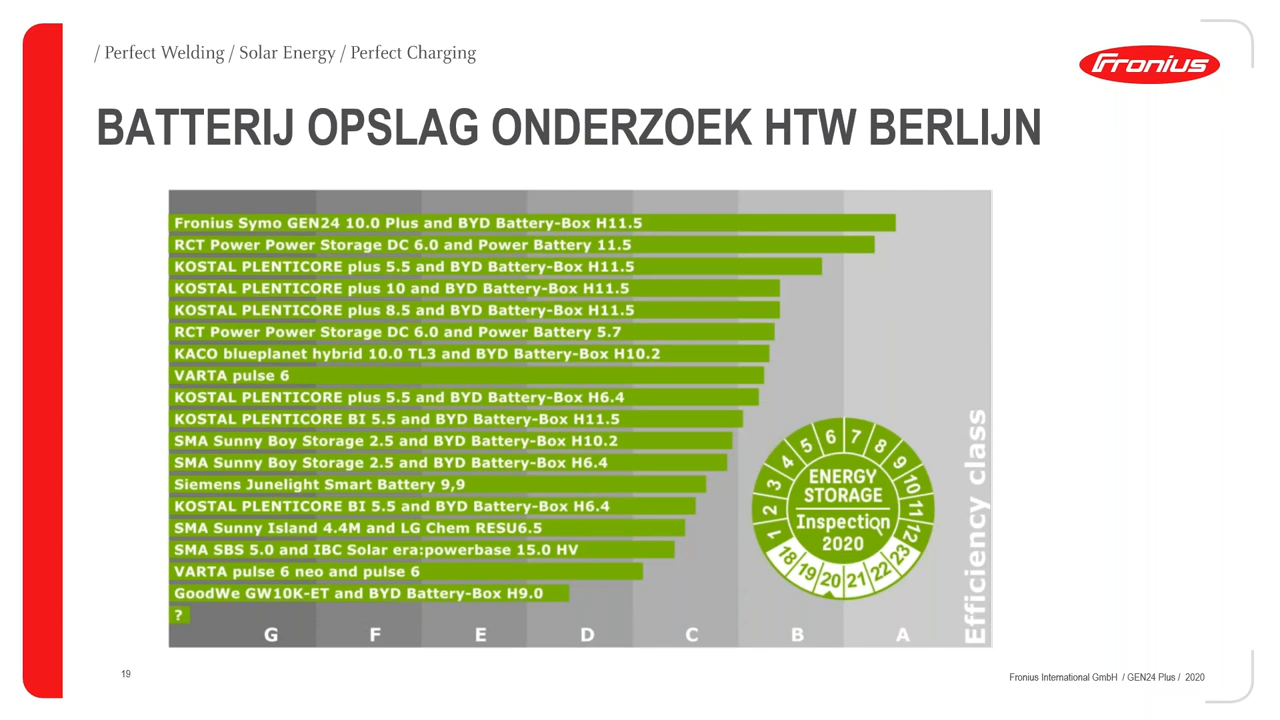 / Perfect Welding / Solar Energy / Perfect Charging
Fronius
BATTERIJ OPSLAG ONDERZOEK HTW BERLIJN
Fronius Symo GEN24 10.0 Plus and BYD Battery-Box H11.5
RCT Power Power Storage DC 6.0 and Power Battery 11.5
KOSTAL PLENTICORE plus 5.5 and BYD Battery-Box H11.5
KOSTAL PLENTICORE plus 10 and BYD Battery-Box H11.5
KOSTAL PLENTICORE plus 8.5 and BYD Battery-Box H11.5
RCT Power Power Storage DC 6.0 and Power Battery 5.7
KACO blueplanet hybrid 10.0 TL3 and BYD Battery-Box H10.2
VARTA pulse 6
KOSTAL PLENTICORE plus 5.5 and BYD Battery-Box H6.4
KOSTAL PLENTICORE BI 5.5 and BYD Battery-Box H11.5
SMA Sunny Boy Storage 2.5 and BYD Battery-Box H10.2
SMA Sunny Boy Storage 2.5 and BYD Battery-Box H6.4
Siemens Junelight Smart Battery 9,9
KOSTAL PLENTICORE BI 5.5 and BYD Battery-Box H6.4
SMA Sunny Island 4.4M and LG Chem RESU6.5
SMA SBS 5.0 and IBC Solar era:powerbase 15.0 HV
VARTA pulse 6 neo and pulse 6
GoodWe GW10K-ET and BYD Battery-Box H9.0
?
G F E D C B A
Efficiency class
1 2 3 4 5 6 7 8 9 10 11 12
ENERGY
STORAGE
Inspection
2020
18 19 20 21 22 23
19
Fronius International GmbH / GEN24 Plus / 2020